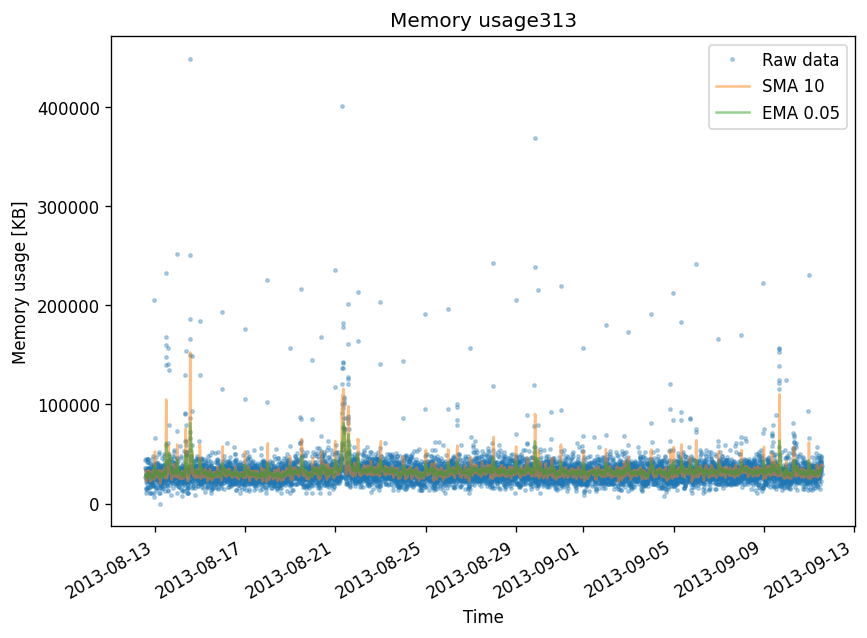 Memory usage313
Raw data
SMA 10
EMA 0.05
Memory usage [KB]
400000
300000
200000
100000
0
2013-08-13
2013-08-17
2013-08-21
2013-08-25
2013-08-29
2013-09-01
2013-09-05
2013-09-09
2013-09-13
Time